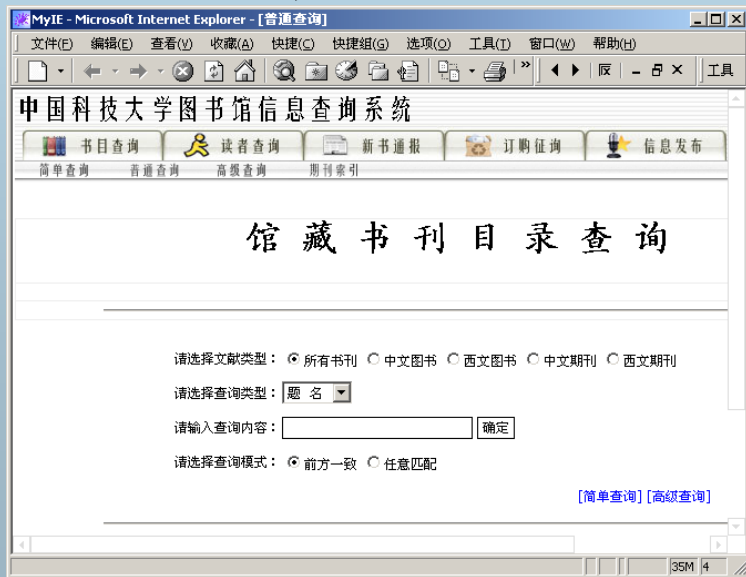 MyIE - Microsoft Internet Explorer - [普通查询]
文件(F) 编辑(E) 查看(V) 收藏(A) 快捷(C) 快捷组(G) 选项(O) 工具(T) 窗口(W) 帮助(H)
工具
中国科技大学图书馆信息查询系统
书目查询 读者查询 新书通报 订购征询 信息发布
简单查询 普通查询 高级查询 期刊索引
馆藏书刊目录查询
请选择文献类型： 所有书刊 中文图书 西文图书 中文期刊 西文期刊
请选择查询类型： 题 名
请输入查询内容： 确定
请选择查询模式： 前方一致 任意匹配
[简单查询] [高级查询]
35M 4